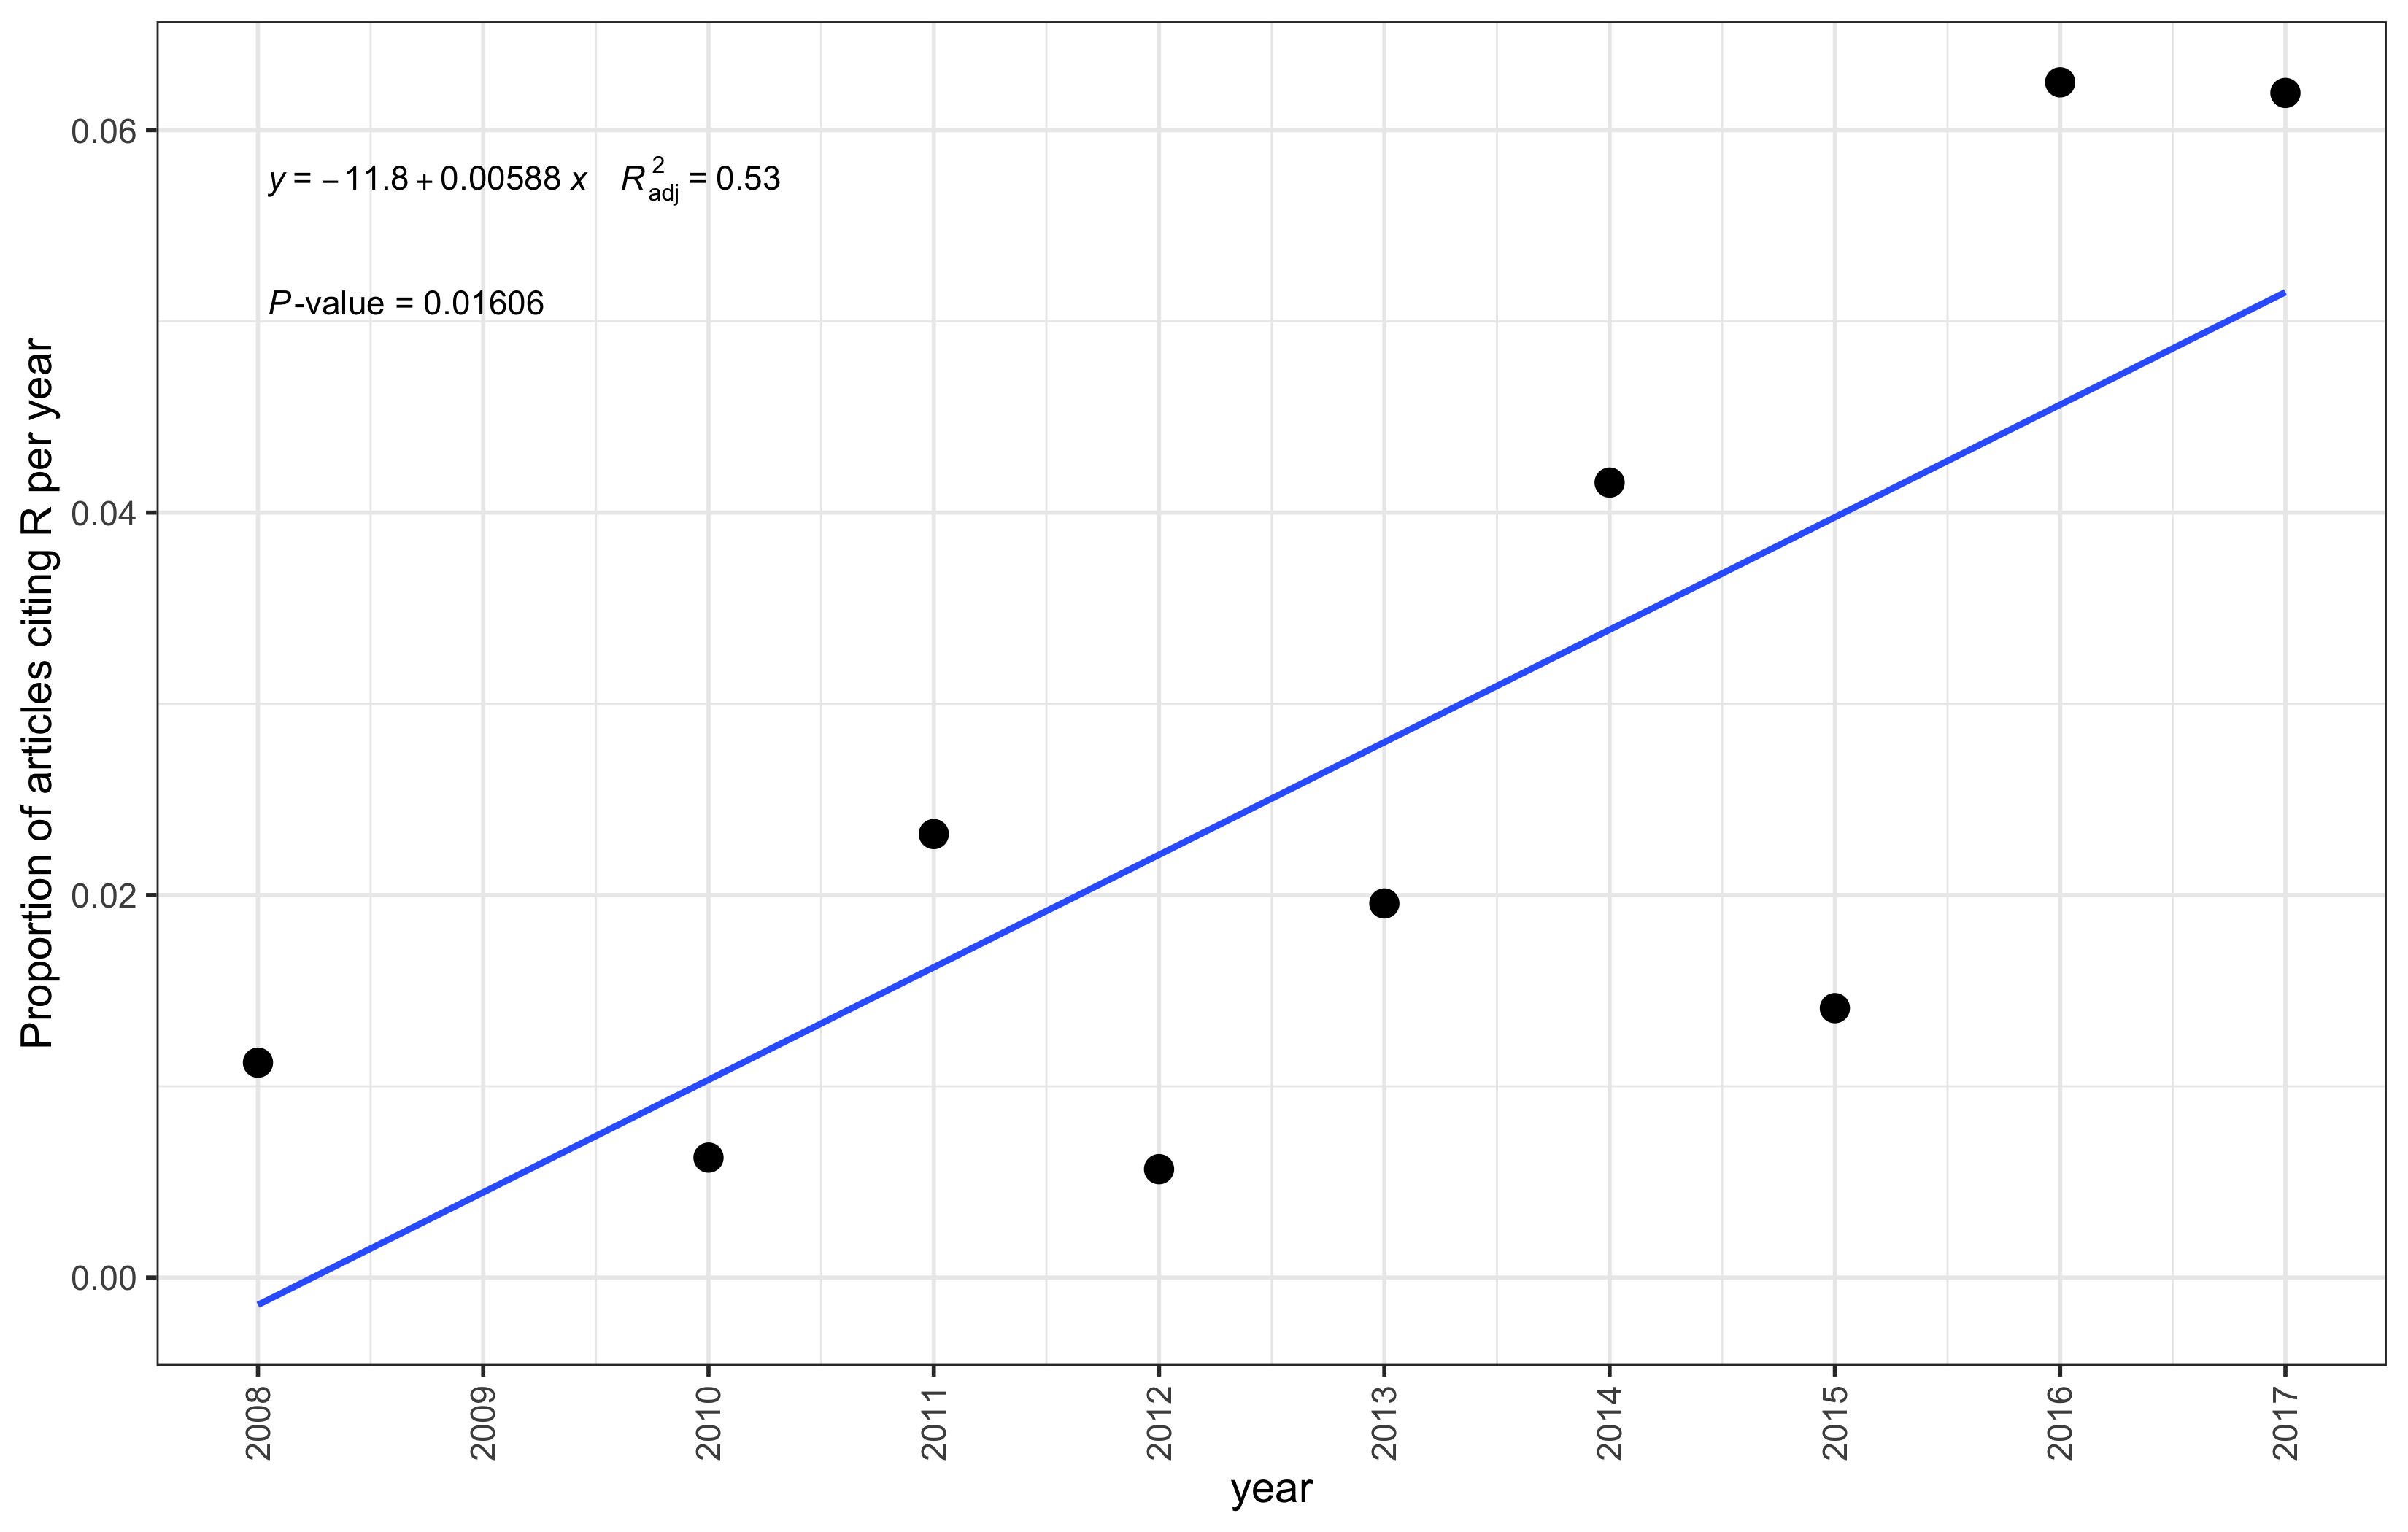 0.06
y = − 11.8 + 0.00588 x R²adj = 0.53
P-value = 0.01606
Proportion of articles citing R per year
0.04
0.02
0.00
2008 2009 2010 2011 2012 2013 2014 2015 2016 2017
year